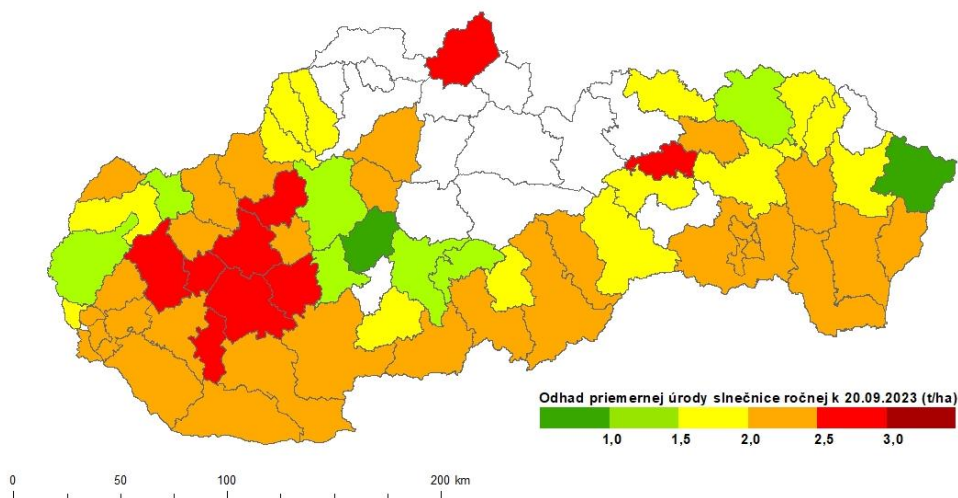 Odhad priemernej úrody slnečnice ročnej k 20.09.2023 (t/ha)
1,0 1,5 2,0 2,5 3,0
0 50 100 200 km